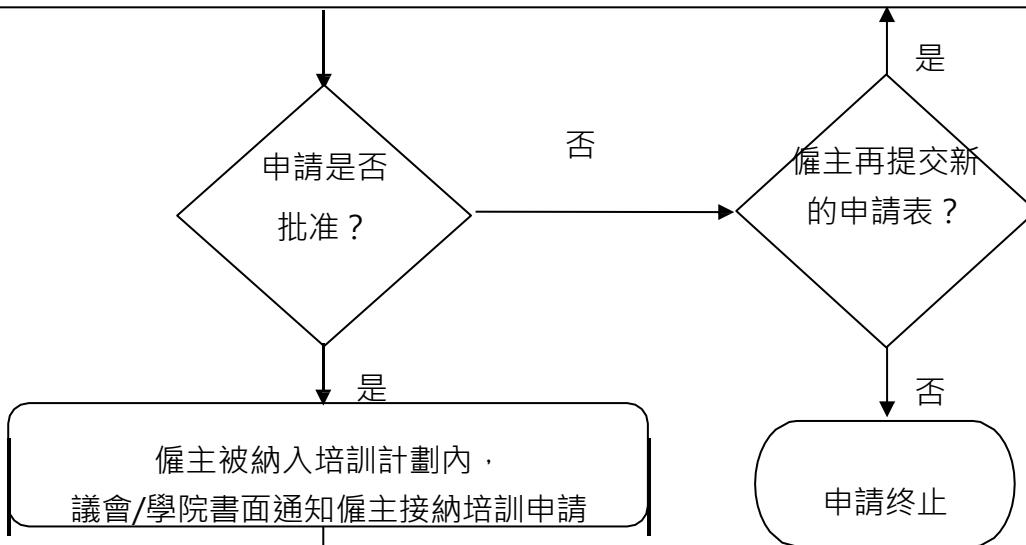 是
否
申請是否
批准？
僱主再提交新
的申請表？
是
否
僱主被納入培訓計劃內，
議會/學院書面通知僱主接納培訓申請
申請终止